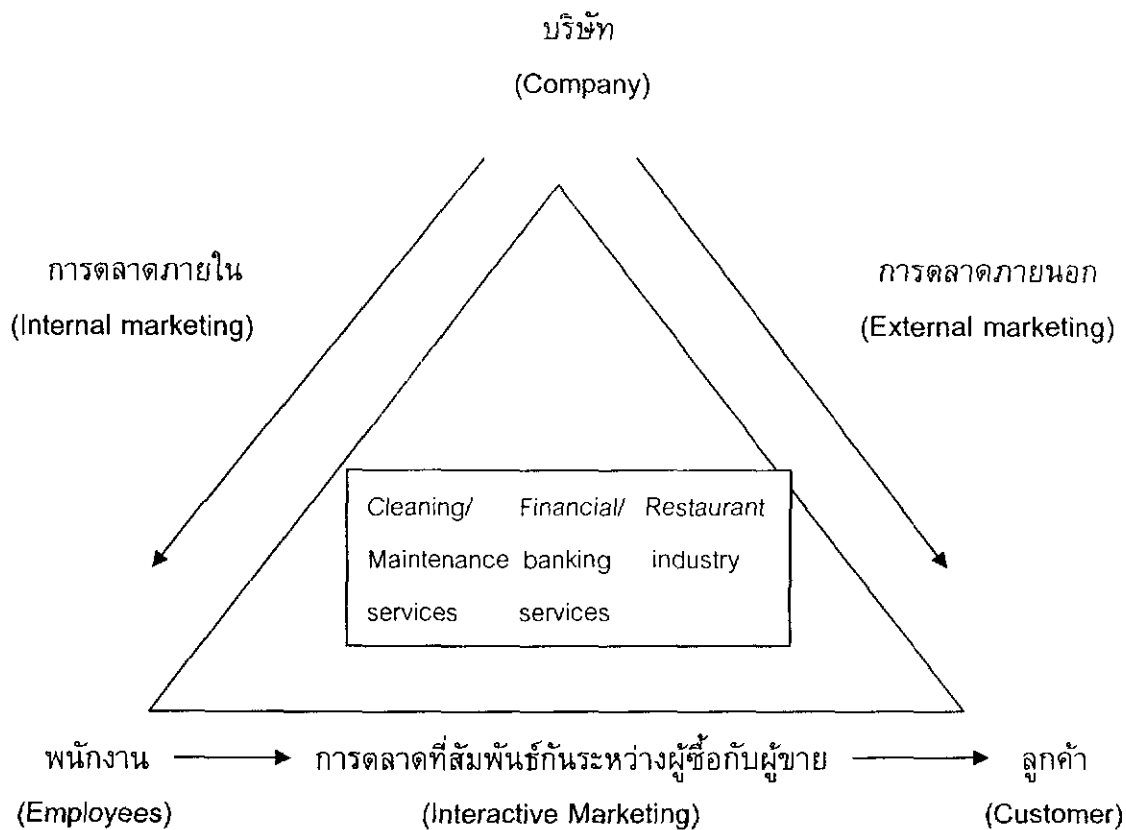 บริษัท
(Company)
การตลาดภายใน
(Internal marketing)
การตลาดภายนอก
(External marketing)
Cleaning/ Financial/ Restaurant
Maintenance banking industry
services services
พนักงาน การตลาดที่สัมพันธ์กันระหว่างผู้ซื้อกับผู้ขาย ลูกค้า
(Employees) (Interactive Marketing) (Customer)